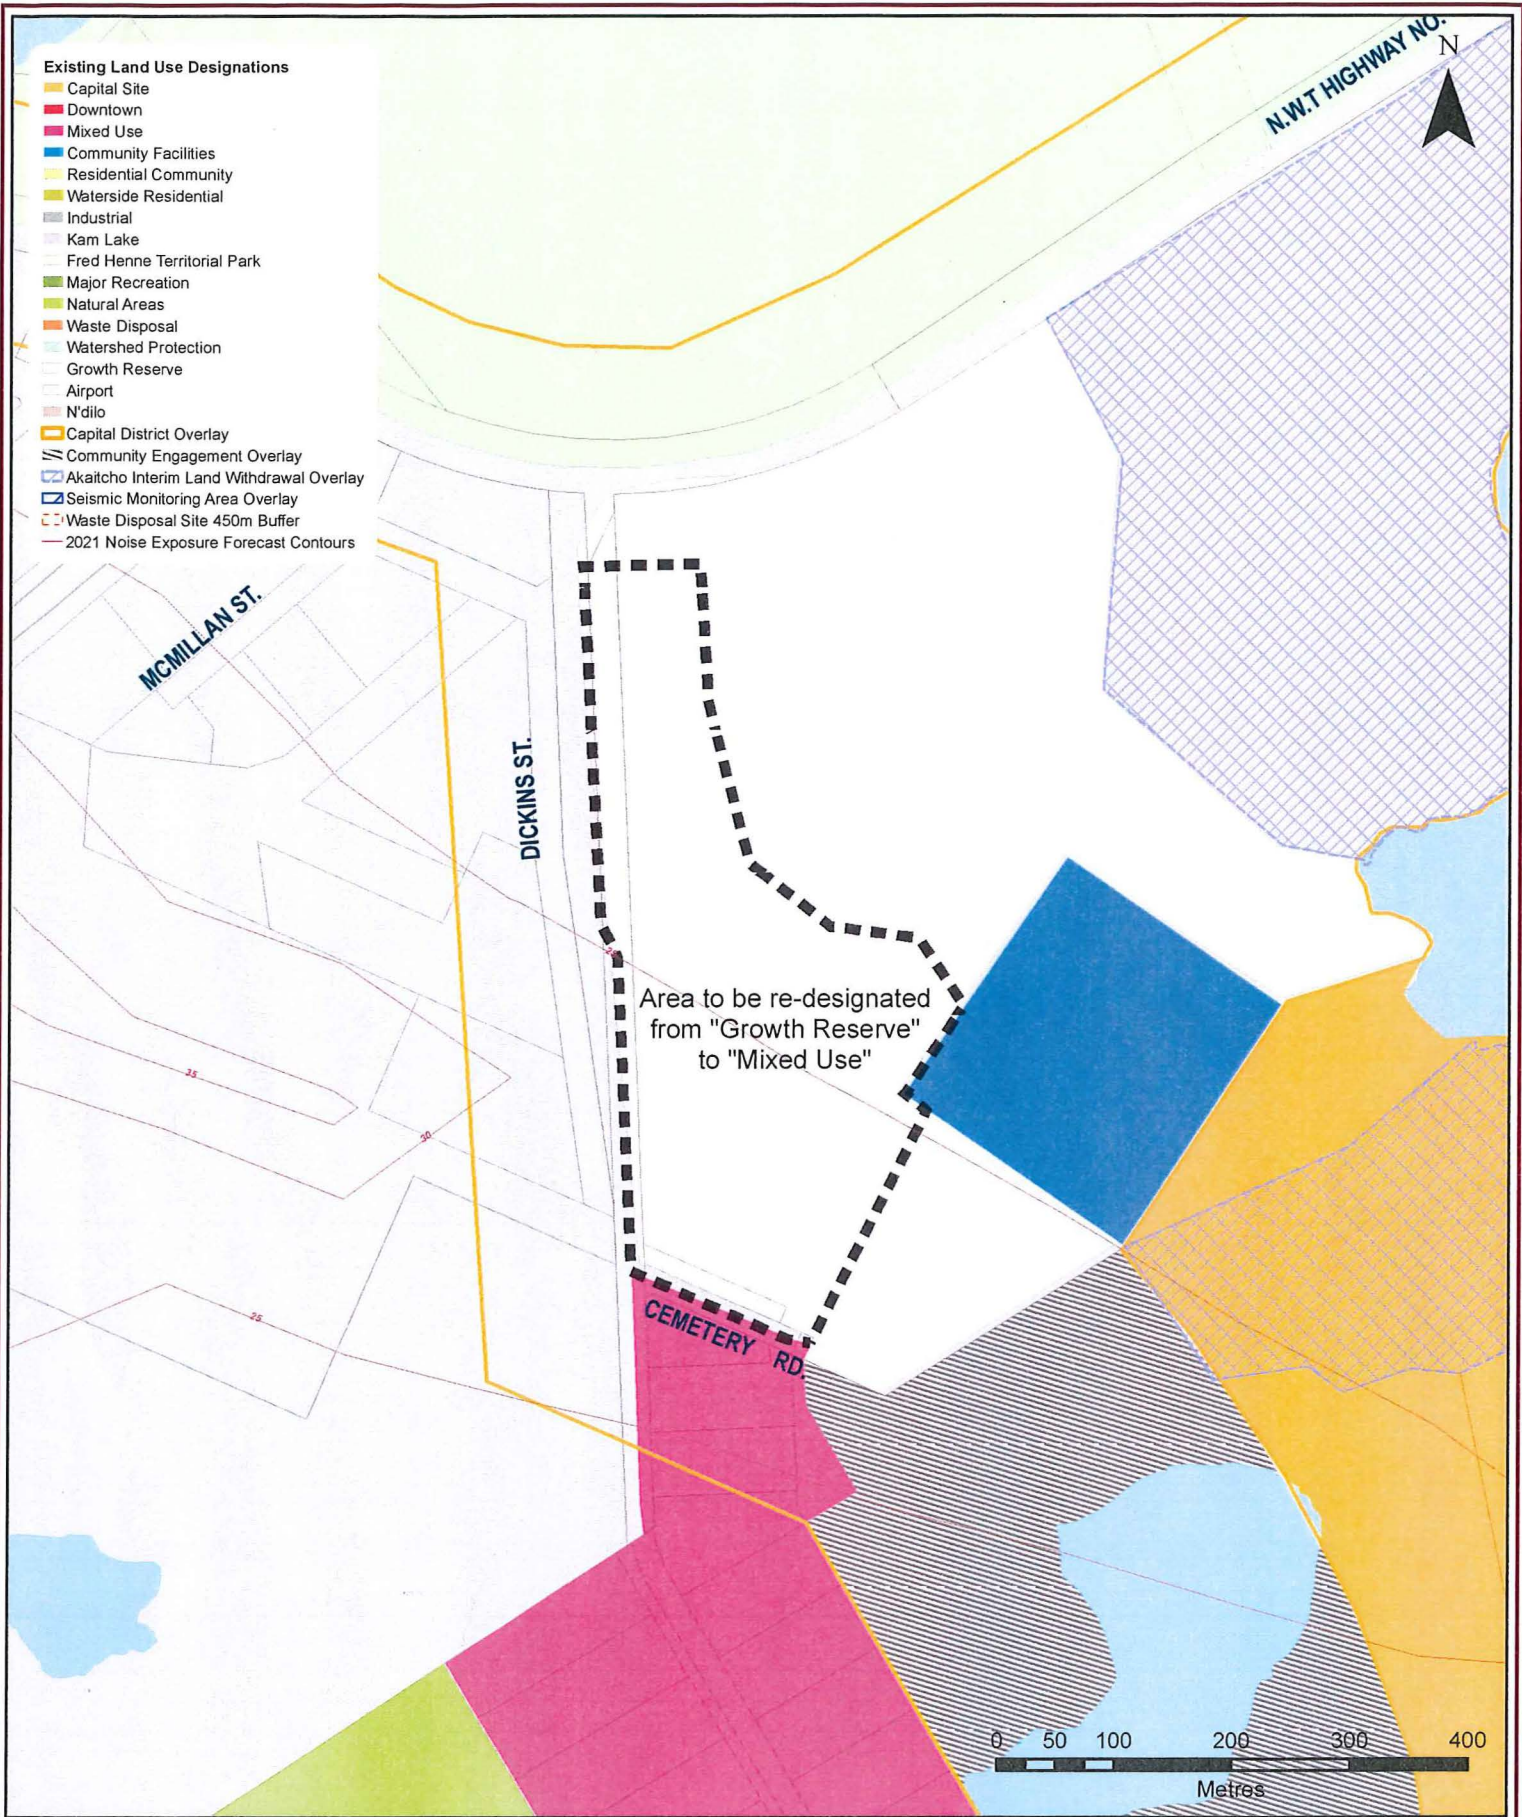 Existing Land Use Designations
Capital Site
Downtown
Mixed Use
Community Facilities
Residential Community
Waterside Residential
Industrial
Kam Lake
Fred Henne Territorial Park
Major Recreation
Natural Areas
Waste Disposal
Watershed Protection
Growth Reserve
Airport
N'dilo
Capital District Overlay
Community Engagement Overlay
Akaitcho Interim Land Withdrawal Overlay
Seismic Monitoring Area Overlay
Waste Disposal Site 450m Buffer
2021 Noise Exposure Forecast Contours
N.W.T HIGHWAY NO.
N
MCMILLAN ST.
DICKINS ST.
Area to be re-designated
from "Growth Reserve"
to "Mixed Use"
35
30
25
CEMETERY RD.
0 50 100 200 300 400
Metres